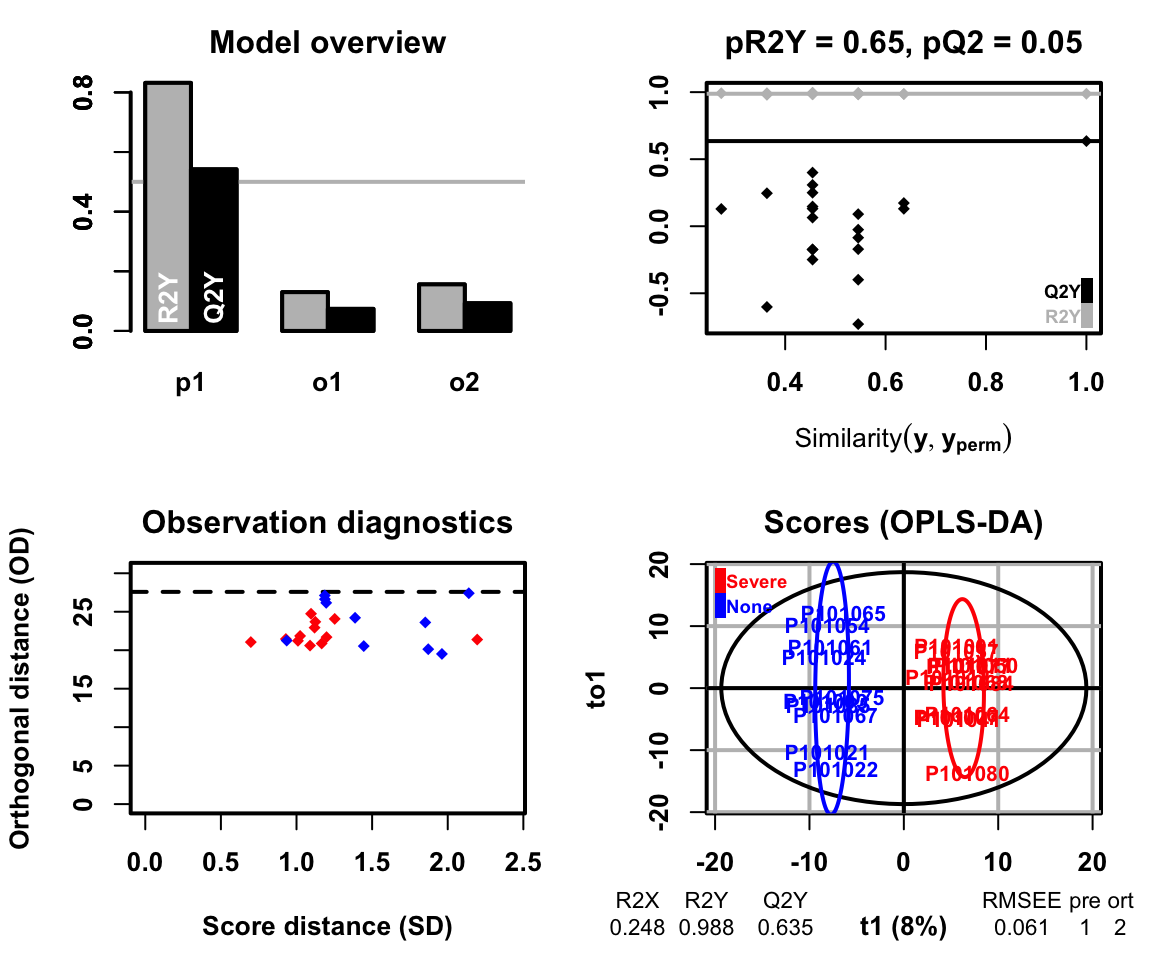 Model overview
0.8
0.4
0.0
R2Y
Q2Y
p1 o1 o2
pR2Y = 0.65, pQ2 = 0.05
1.0
0.5
0.0
-0.5
Q2Y
R2Y
0.4 0.6 0.8 1.0
Similarity(y, yperm)
Observation diagnostics
Orthogonal distance (OD)
25
15
5
0
0.0 0.5 1.0 1.5 2.0 2.5
Score distance (SD)
Scores (OPLS-DA)
to1
20
10
0
-10
-20
Severe
None
P101065
P101061
P101024
P101075
P101067
P101021
P101022
P101080
-20 -10 0 10 20
R2X R2Y Q2Y RMSEE pre ort
0.248 0.988 0.635 t1 (8%) 0.061 1 2